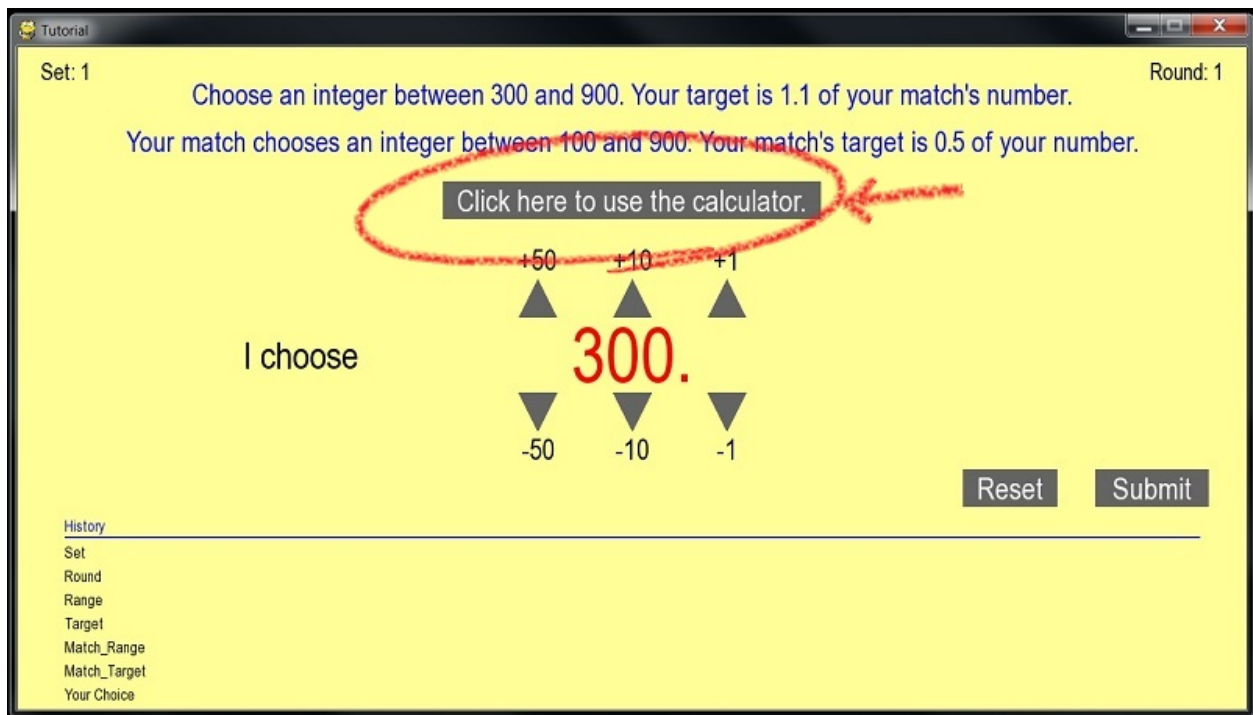 Tutorial
Set: 1
Round: 1
Choose an integer between 300 and 900. Your target is 1.1 of your match's number.
Your match chooses an integer between 100 and 900. Your match's target is 0.5 of your number.
Click here to use the calculator.
+50 +10 +1
I choose 300.
-50 -10 -1
Reset Submit
History
Set
Round
Range
Target
Match_Range
Match_Target
Your Choice